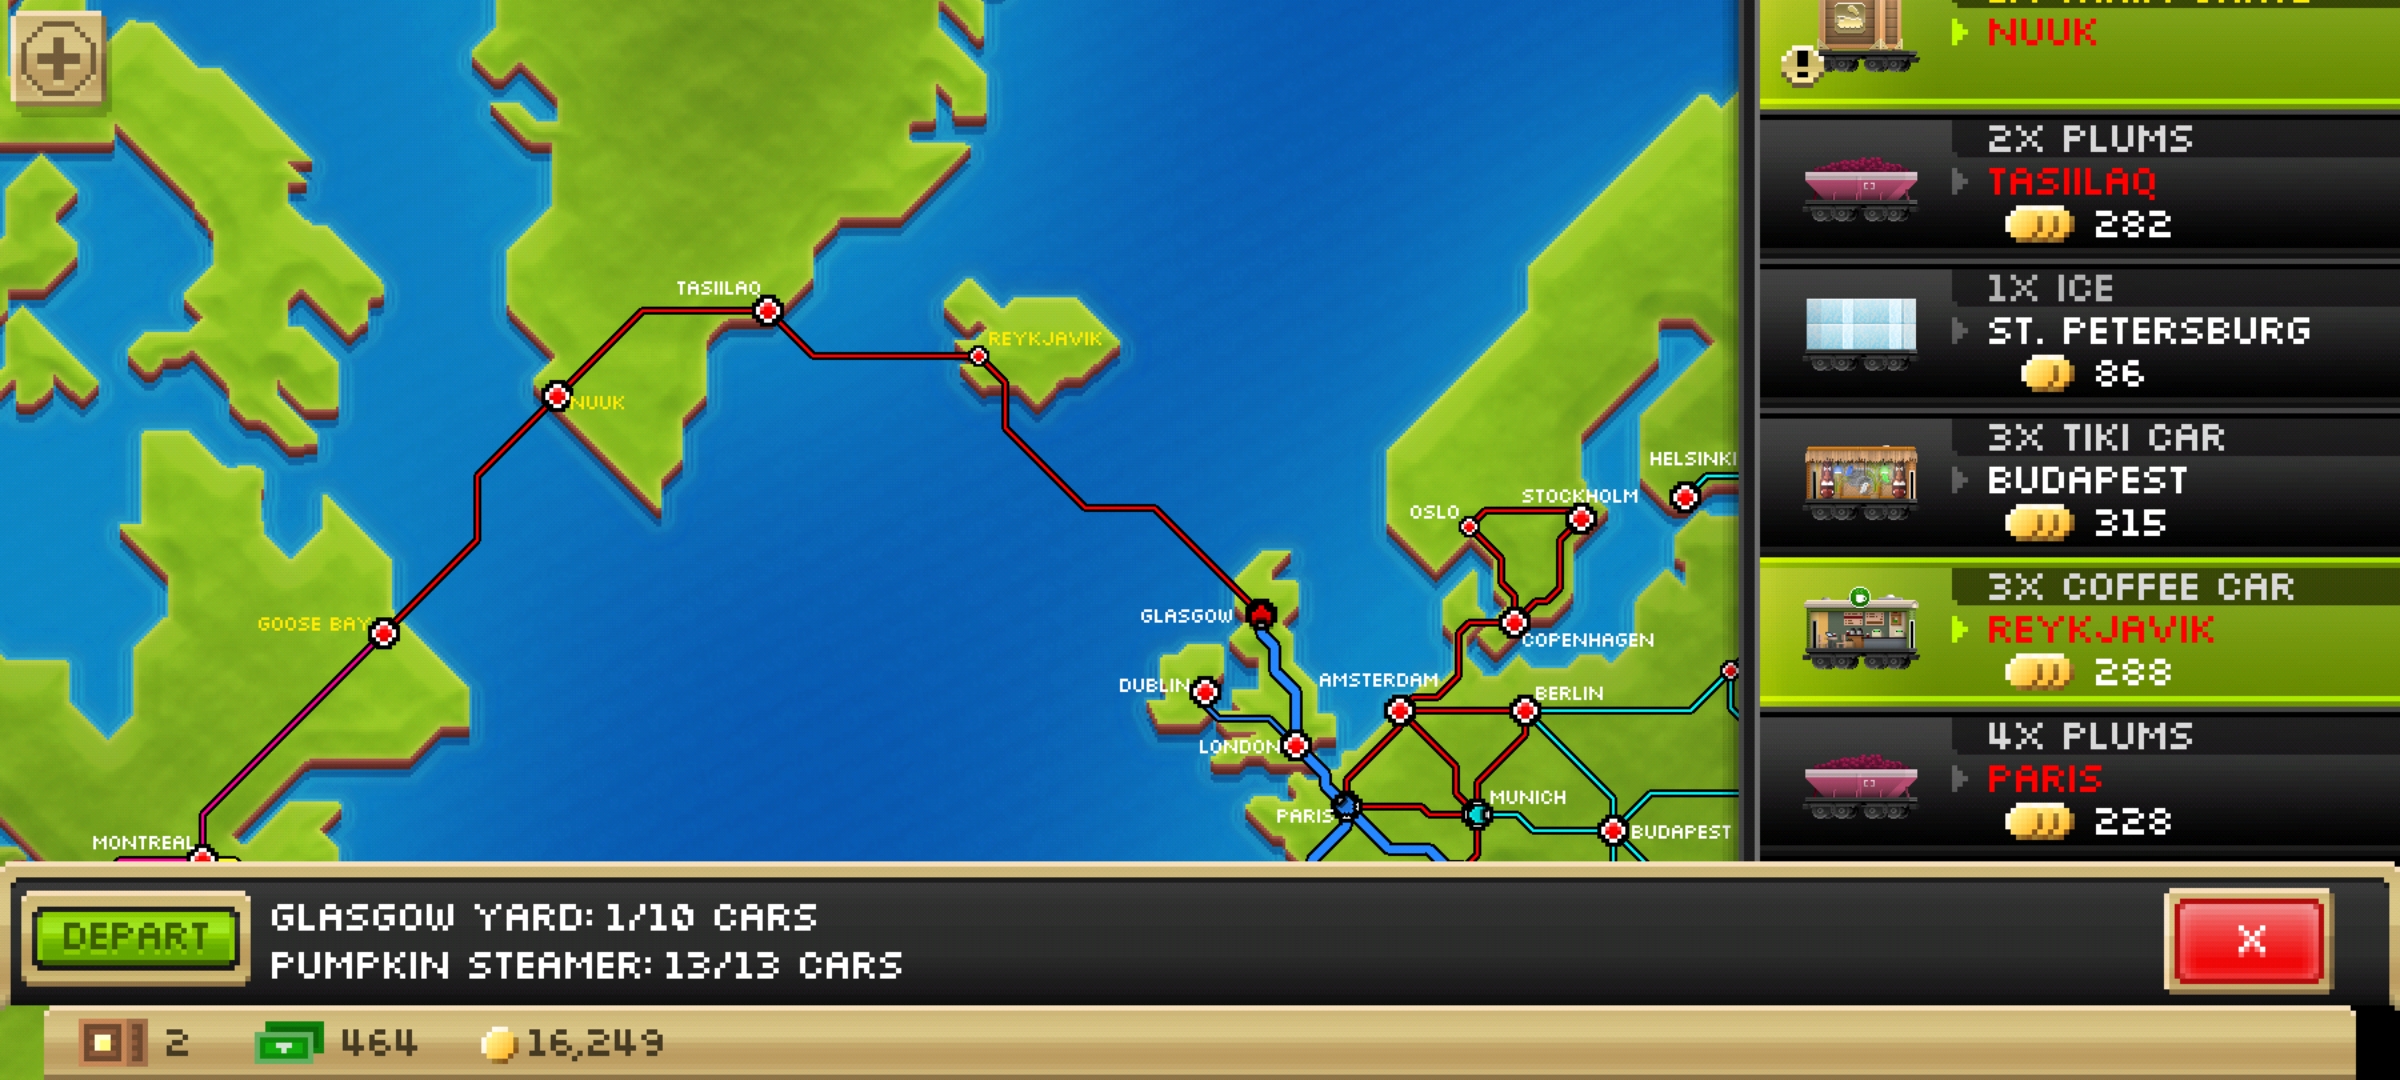 NUUK
2X PLUMS
TASIILAQ
282
1X ICE
ST. PETERSBURG
86
3X TIKI CAR
BUDAPEST
315
3X COFFEE CAR
REYKJAVIK
288
4X PLUMS
PARIS
228
TASIILAQ
REYKJAVIK
NUUK
HELSINKI
STOCKHOLM
OSLO
GLASGOW
GOOSE BAY
COPENHAGEN
AMSTERDAM
DUBLIN
BERLIN
LONDON
MUNICH
PARIS
BUDAPEST
MONTREAL
DEPART
GLASGOW YARD: 1/10 CARS
PUMPKIN STEAMER: 13/13 CARS
X
2
464
16,249